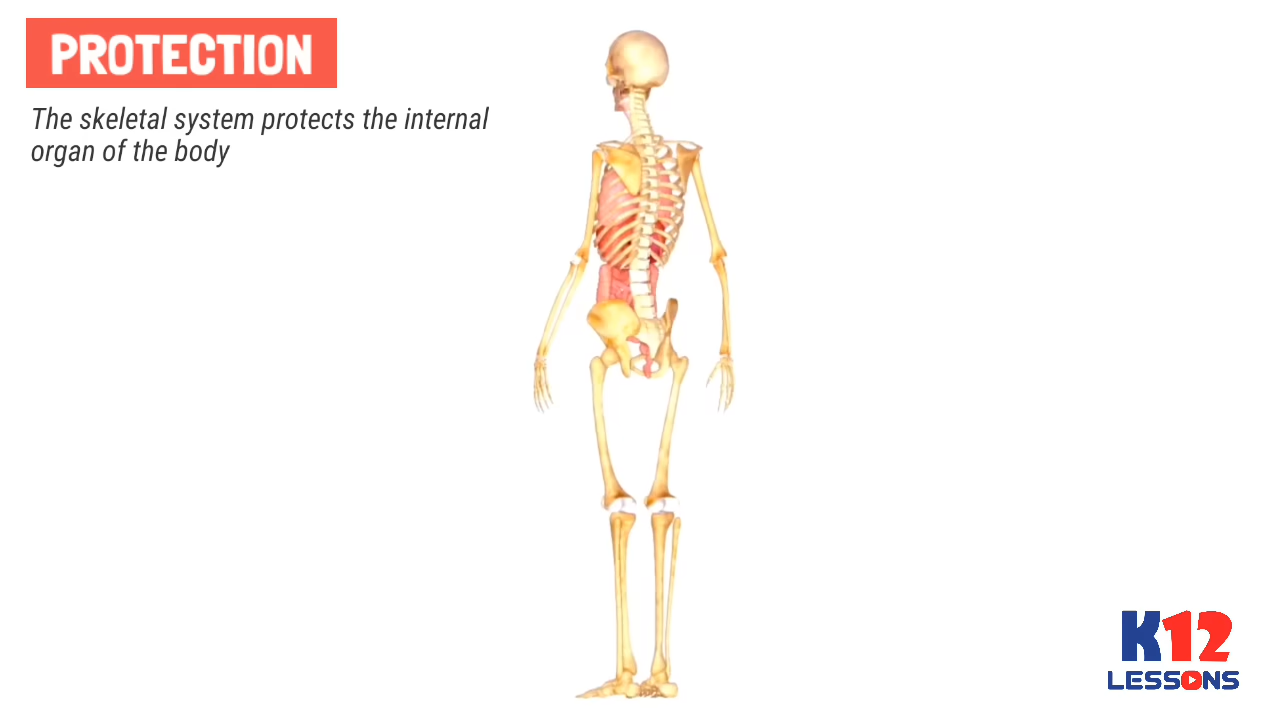 PROTECTION
The skeletal system protects the internal
organ of the body
K12
LESSONS